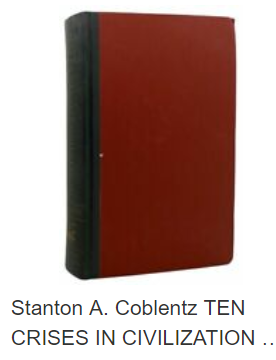 Stanton A. Coblentz TEN
CRISES IN CIVILIZATION ..